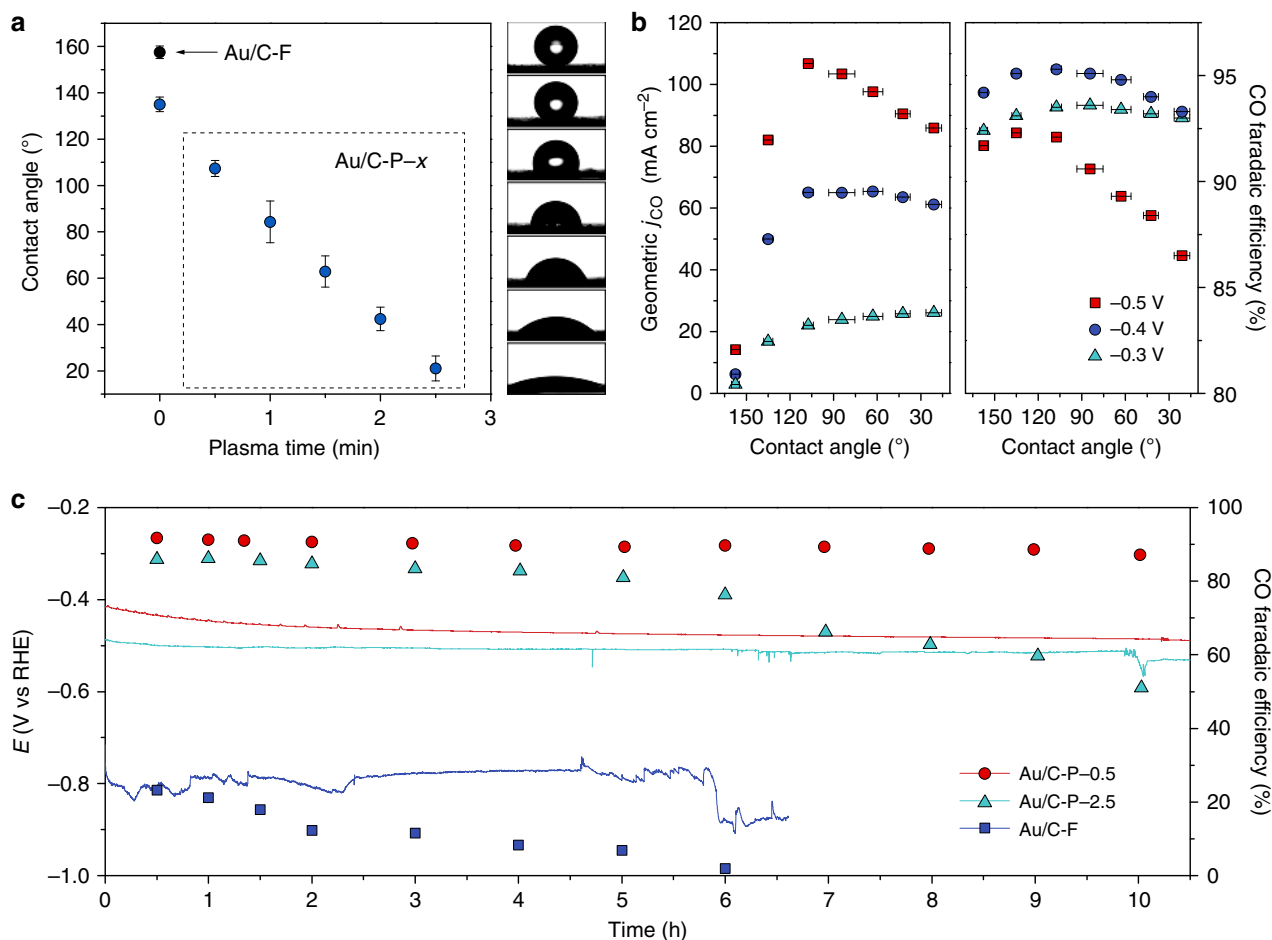 a
160
140
120
100
80
60
40
20
Contact angle (°)
Au/C-F
Au/C-P–x
0
1
2
3
Plasma time (min)
b
120
100
80
60
40
20
0
Geometric jCO (mA cm–2)
150 120 90 60 30
Contact angle (°)
150 120 90 60 30
Contact angle (°)
95
90
85
80
CO faradaic efficiency (%)
–0.5 V
–0.4 V
–0.3 V
c
–0.2
–0.4
–0.6
–0.8
–1.0
E (V vs RHE)
100
80
60
40
20
0
CO faradaic efficiency (%)
Au/C-P–0.5
Au/C-P–2.5
Au/C-F
0 1 2 3 4 5 6 7 8 9 10
Time (h)